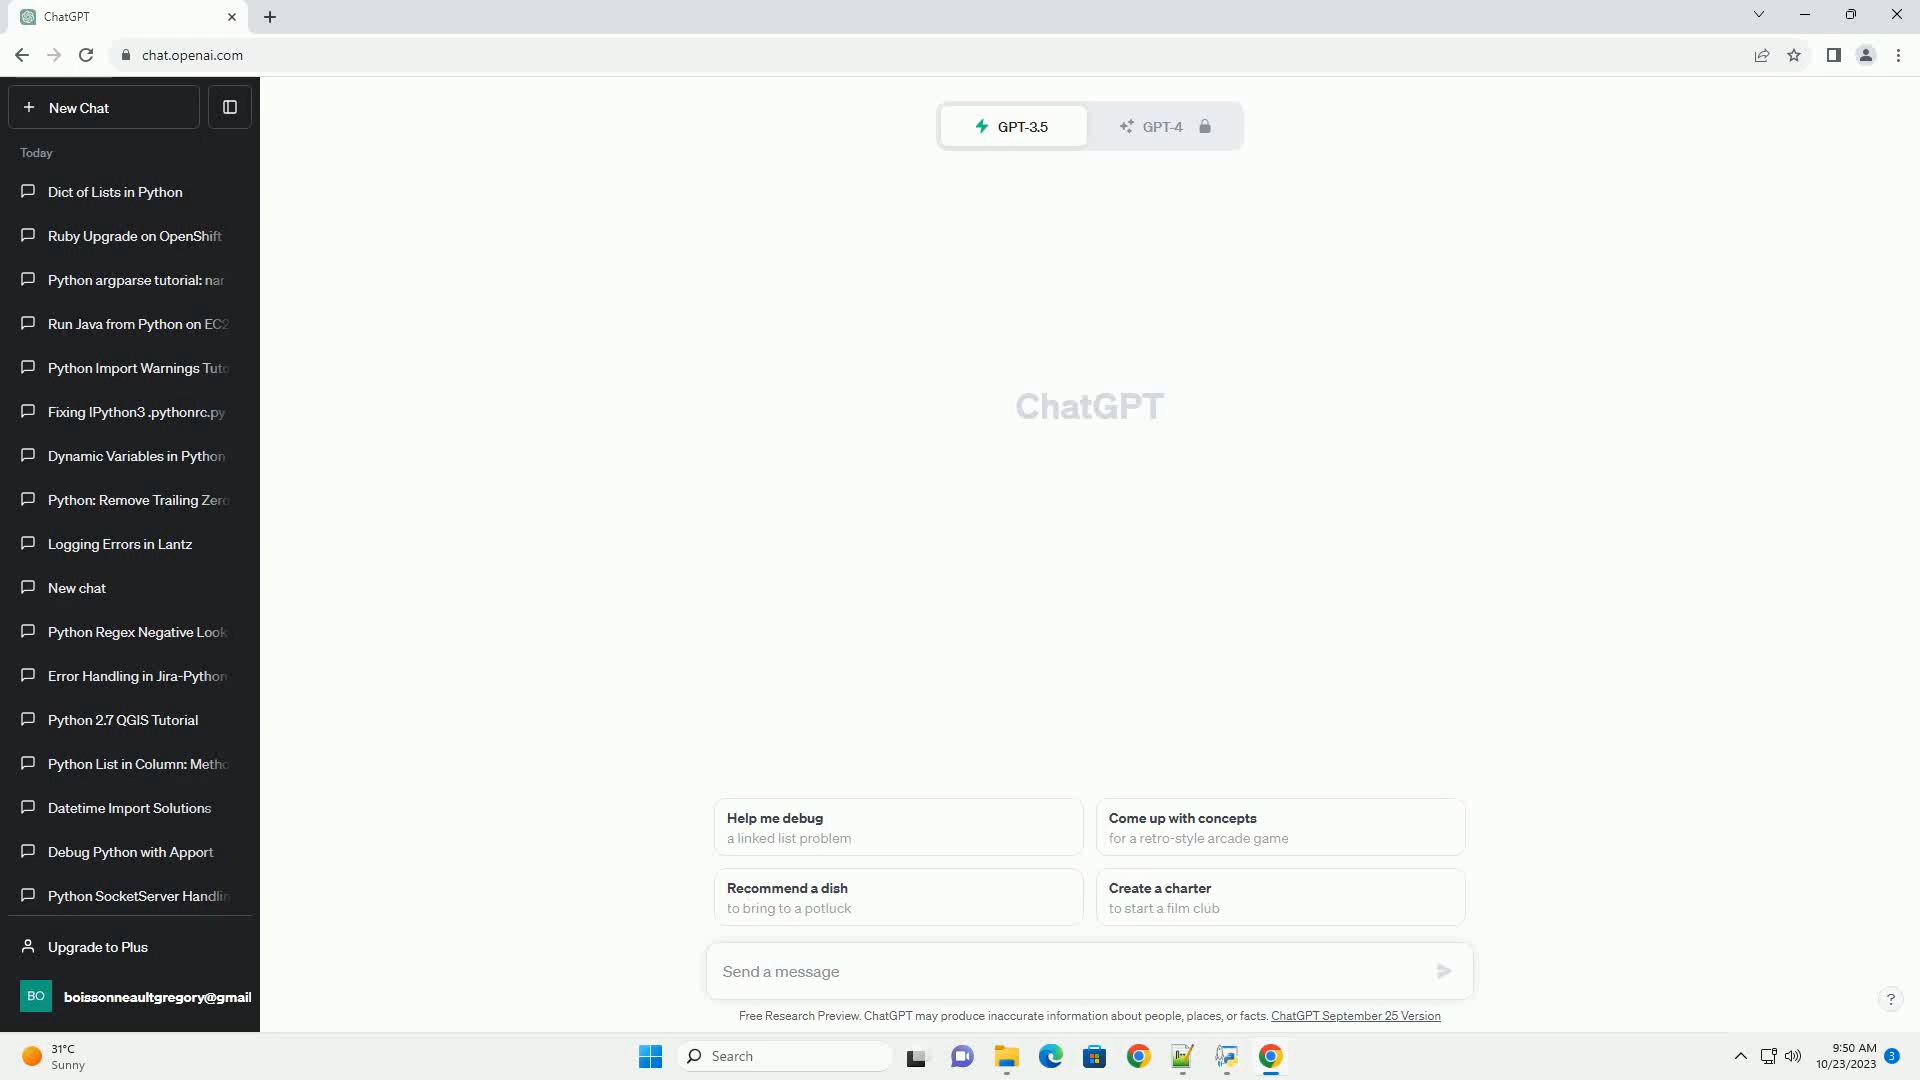 ChatGPT
chat.openai.com
New Chat
GPT-3.5
GPT-4
Today
Dict of Lists in Python
Ruby Upgrade on OpenShift
Python argparse tutorial: nar
Run Java from Python on EC2
Python Import Warnings Tuto
Fixing IPython3 .pythonrc.py
Dynamic Variables in Python
Python: Remove Trailing Zero
Logging Errors in Lantz
New chat
Python Regex Negative Look
Error Handling in Jira-Python
Python 2.7 QGIS Tutorial
Python List in Column: Metho
Datetime Import Solutions
Debug Python with Apport
Python SocketServer Handlin
Upgrade to Plus
BO
boissonneaultgregory@gmail
ChatGPT
Help me debug
a linked list problem
Come up with concepts
for a retro-style arcade game
Recommend a dish
to bring to a potluck
Create a charter
to start a film club
Send a message
Free Research Preview. ChatGPT may produce inaccurate information about people, places, or facts. ChatGPT September 25 Version
?
31°C
Sunny
Search
9:50 AM
10/23/2023
3